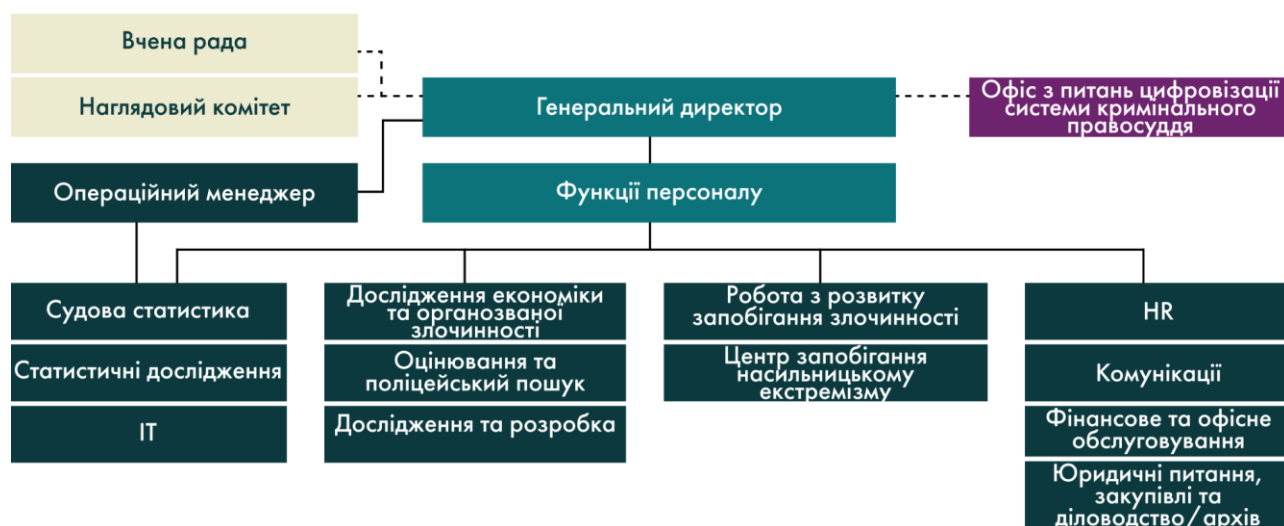 Вчена рада
Наглядовий комітет
Генеральний директор
Офіс з питань цифровізації
системи кримінального
правосуддя
Операційний менеджер
Функції персоналу
Судова статистика
Статистичні дослідження
ІТ
Дослідження економіки
та органозваної
злочинності
Оцінювання та
поліцейський пошук
Дослідження та розробка
Робота з розвитку
запобігання злочинності
Центр запобігання
насильницькому
екстремізму
HR
Комунікації
Фінансове та офісне
обслуговування
Юридичні питання,
закупівлі та
діловодство/архів